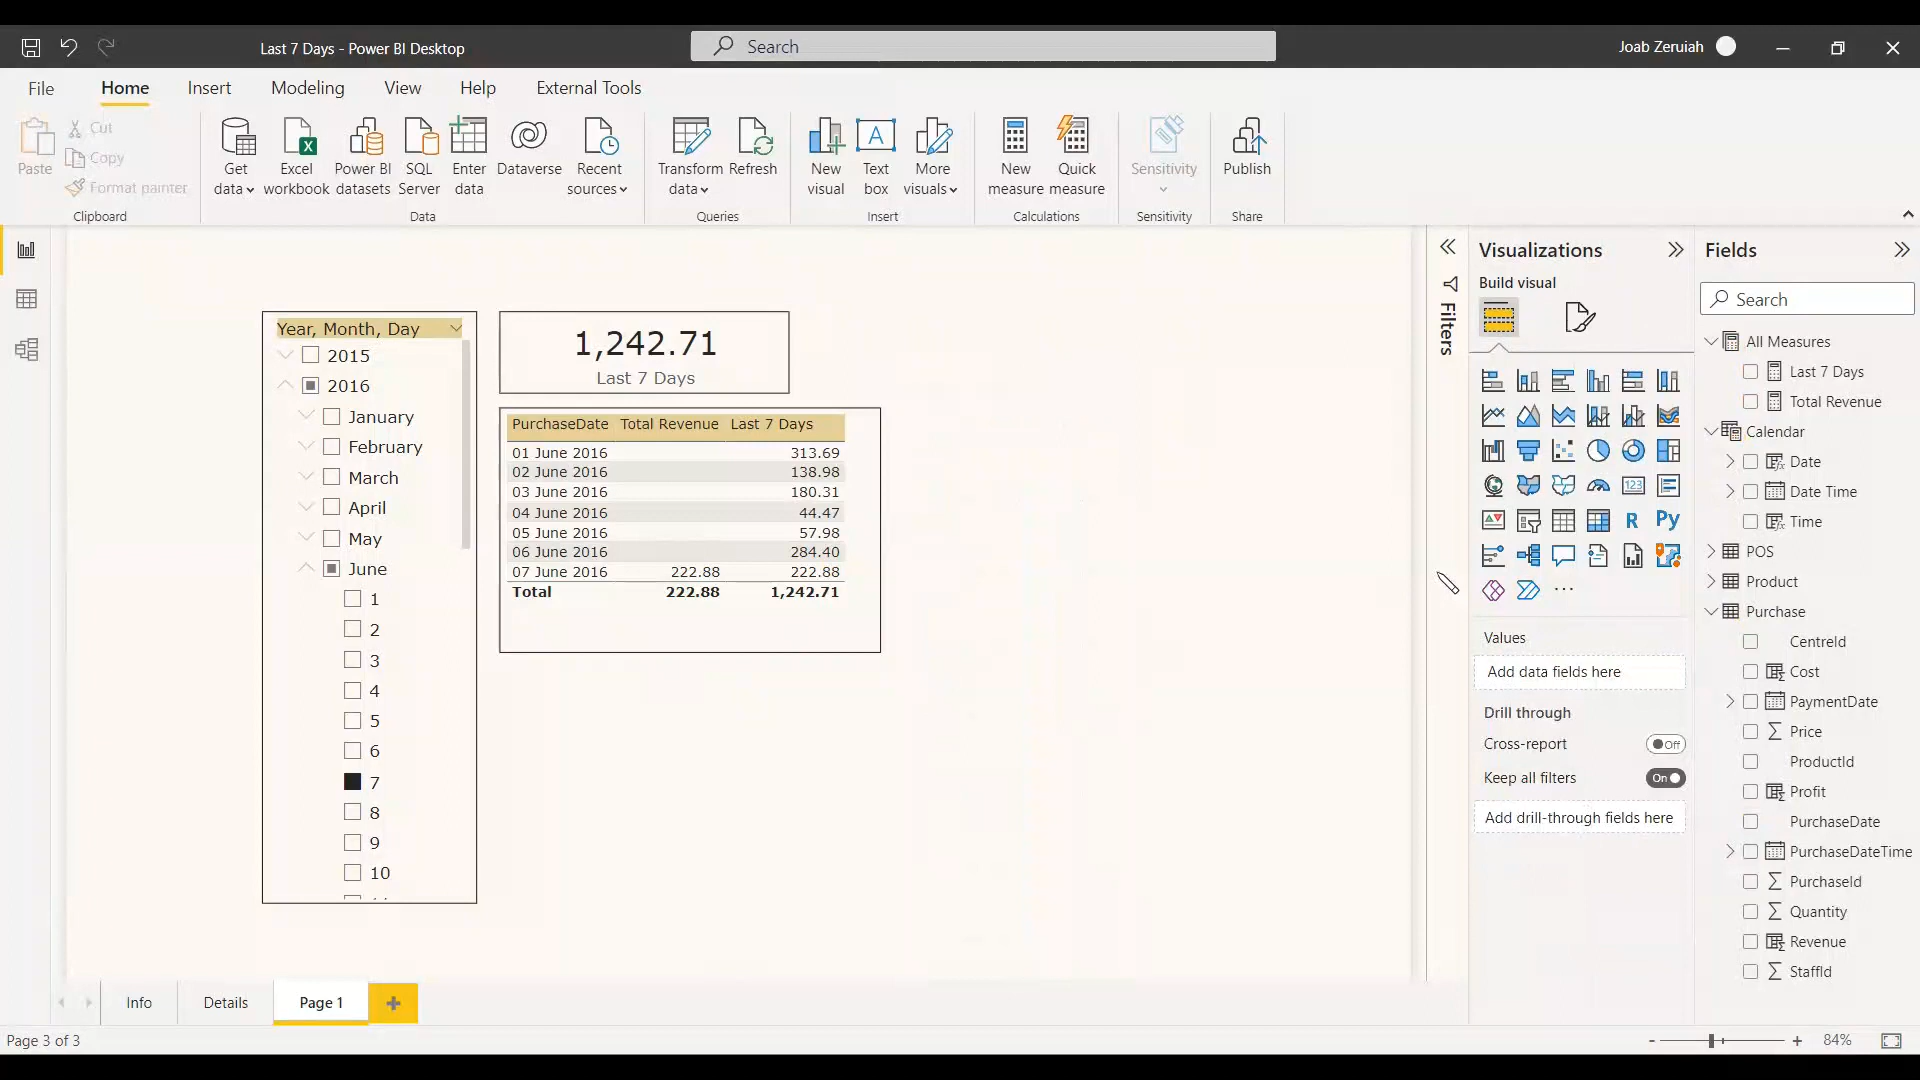 Last 7 Days - Power BI Desktop
Search
Joab Zeruiah
File Home Insert Modeling View Help External Tools
Paste
Cut
Copy
Format painter
Clipboard
Get data
Excel workbook
Power BI datasets
SQL Server
Enter data
Dataverse
Recent sources
Data
Transform data
Refresh
Queries
New visual
Text box
More visuals
Insert
New measure
Quick measure
Calculations
Sensitivity
Sensitivity
Publish
Share
Year, Month, Day
2015
2016
January
February
March
April
May
June
1
2
3
4
5
6
7
8
9
10
1,242.71
Last 7 Days
PurchaseDate Total Revenue Last 7 Days
01 June 2016 313.69
02 June 2016 138.98
03 June 2016 180.31
04 June 2016 44.47
05 June 2016 57.98
06 June 2016 284.40
07 June 2016 222.88 222.88
Total 222.88 1,242.71
Filters
Visualizations
Build visual
123
R
Py
Values
Add data fields here
Drill through
Cross-report
Off
Keep all filters
On
Add drill-through fields here
Fields
Search
All Measures
Last 7 Days
Total Revenue
Calendar
Date
Date Time
Time
POS
Product
Purchase
CentreId
Cost
PaymentDate
Price
ProductId
Profit
PurchaseDate
PurchaseDateTime
PurchaseId
Quantity
Revenue
StaffId
Info
Details
Page 1
Page 3 of 3
84%